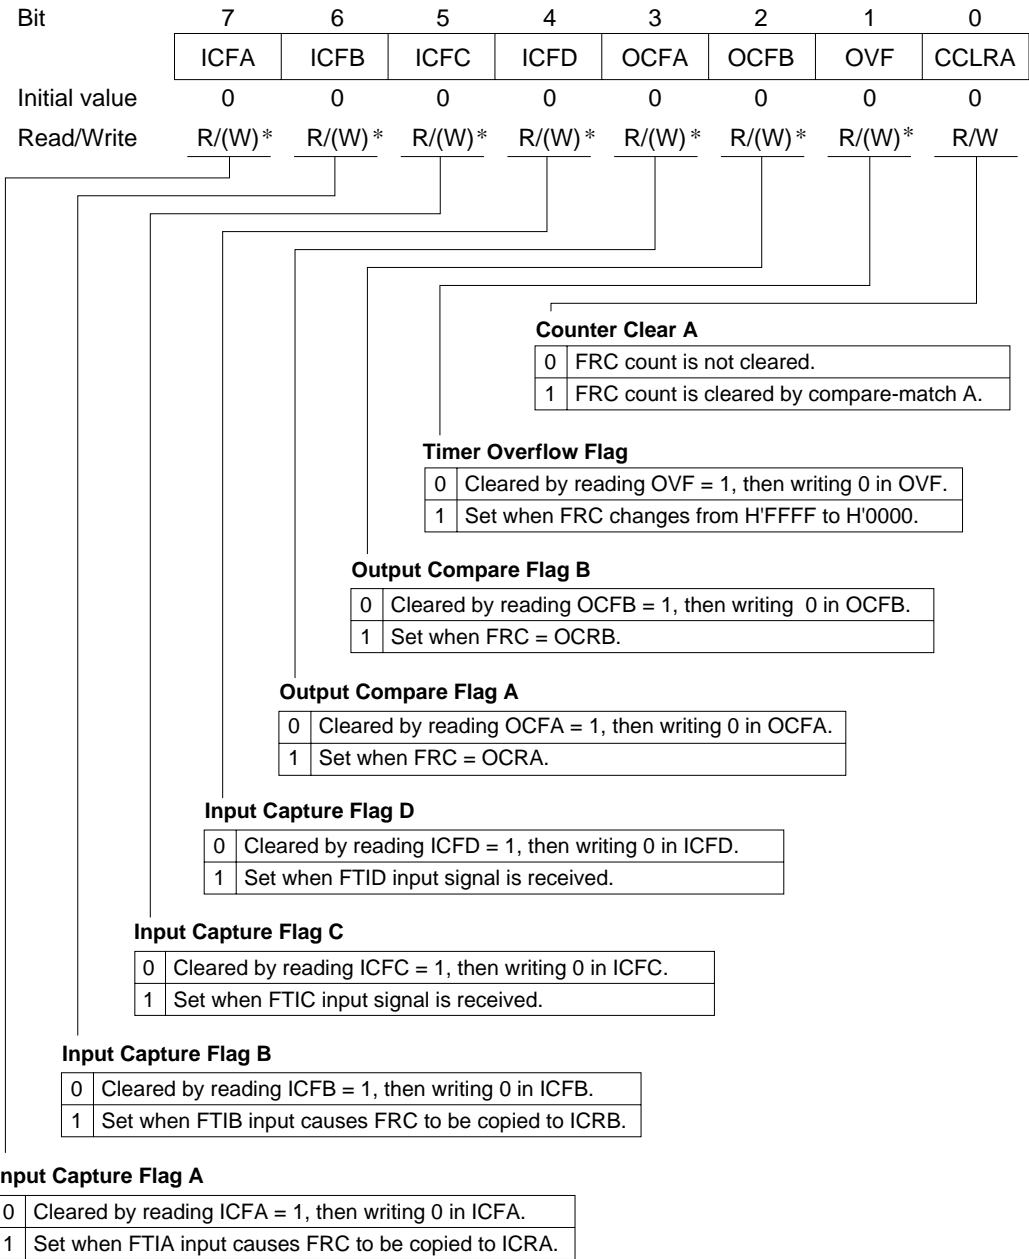 Bit 7 6 5 4 3 2 1 0
ICFA ICFB ICFC ICFD OCFA OCFB OVF CCLRA
Initial value 0 0 0 0 0 0 0 0
Read/Write R/(W)* R/(W)* R/(W)* R/(W)* R/(W)* R/(W)* R/(W)* R/W
Counter Clear A
0 FRC count is not cleared.
1 FRC count is cleared by compare-match A.
Timer Overflow Flag
0 Cleared by reading OVF = 1, then writing 0 in OVF.
1 Set when FRC changes from H'FFFF to H'0000.
Output Compare Flag B
0 Cleared by reading OCFB = 1, then writing 0 in OCFB.
1 Set when FRC = OCRB.
Output Compare Flag A
0 Cleared by reading OCFA = 1, then writing 0 in OCFA.
1 Set when FRC = OCRA.
Input Capture Flag D
0 Cleared by reading ICFD = 1, then writing 0 in ICFD.
1 Set when FTID input signal is received.
Input Capture Flag C
0 Cleared by reading ICFC = 1, then writing 0 in ICFC.
1 Set when FTIC input signal is received.
Input Capture Flag B
0 Cleared by reading ICFB = 1, then writing 0 in ICFB.
1 Set when FTIB input causes FRC to be copied to ICRB.
nput Capture Flag A
0 Cleared by reading ICFA = 1, then writing 0 in ICFA.
1 Set when FTIA input causes FRC to be copied to ICRA.